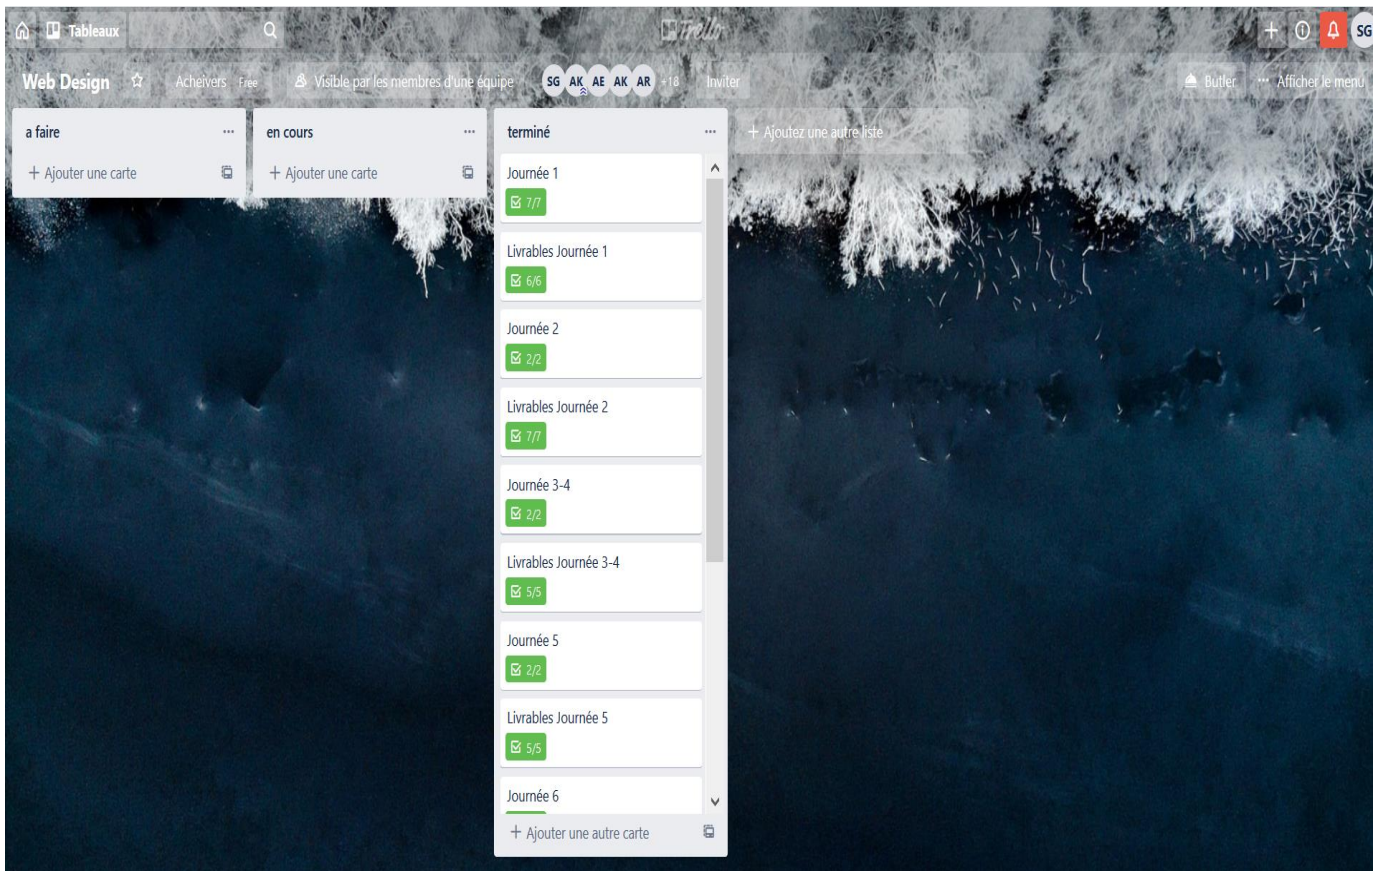 Tableaux
Trello
SG
Web Design
Acheivers Free
Visible par les membres d'une équipe
SG AK AE AK AR +18
Inviter
Butler
··· Afficher le menu
a faire
+ Ajouter une carte
en cours
+ Ajouter une carte
terminé
Journée 1
7/7
Livrables Journée 1
6/6
Journée 2
2/2
Livrables Journée 2
7/7
Journée 3-4
2/2
Livrables Journée 3-4
5/5
Journée 5
2/2
Livrables Journée 5
5/5
Journée 6
+ Ajouter une autre carte
+ Ajoutez une autre liste